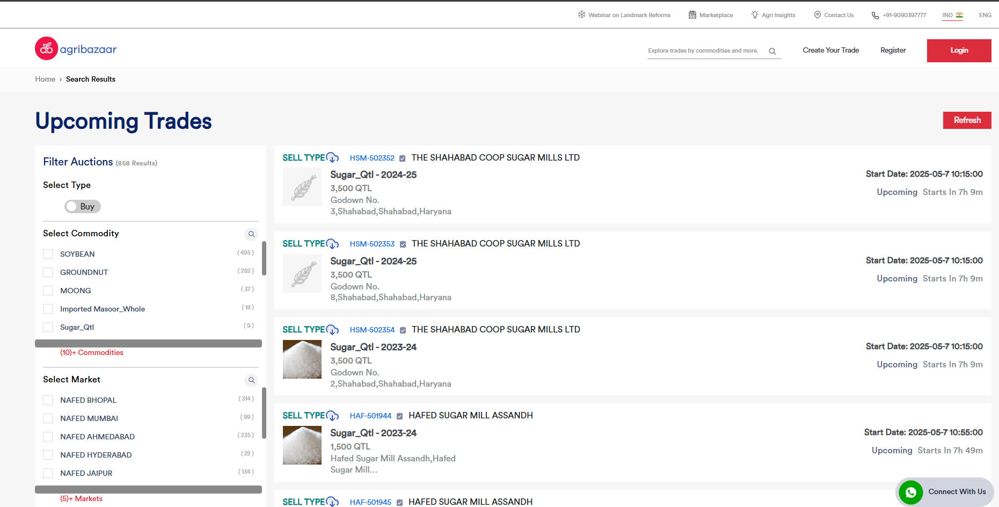 Webinar on Landmark Reforms
Marketplace
Agri Insights
Contact Us
+91-9090397777
IND
ENG
agribazaar
Explore trades by commodities and more.
Create Your Trade
Register
Login
Home › Search Results
Upcoming Trades
Refresh
Filter Auctions (858 Results)
Select Type
Buy
Select Commodity
SOYBEAN (495)
GROUNDNUT (282)
MOONG (37)
Imported Masoor_Whole (18)
Sugar_Qtl (9)
(10)+ Commodities
Select Market
NAFED BHOPAL (314)
NAFED MUMBAI (99)
NAFED AHMEDABAD (235)
NAFED HYDERABAD (22)
NAFED JAIPUR (134)
(5)+ Markets
SELL TYPE HSM-502352 THE SHAHABAD COOP SUGAR MILLS LTD
Sugar_Qtl - 2024-25
3,500 QTL
Godown No.
3,Shahabad,Shahabad,Haryana
Start Date: 2025-05-7 10:15:00
Upcoming Starts In 7h 9m
SELL TYPE HSM-502353 THE SHAHABAD COOP SUGAR MILLS LTD
Sugar_Qtl - 2024-25
3,500 QTL
Godown No.
8,Shahabad,Shahabad,Haryana
Start Date: 2025-05-7 10:15:00
Upcoming Starts In 7h 9m
SELL TYPE HSM-502354 THE SHAHABAD COOP SUGAR MILLS LTD
Sugar_Qtl - 2023-24
3,500 QTL
Godown No.
2,Shahabad,Shahabad,Haryana
Start Date: 2025-05-7 10:15:00
Upcoming Starts In 7h 9m
SELL TYPE HAF-501944 HAFED SUGAR MILL ASSANDH
Sugar_Qtl - 2023-24
1,500 QTL
Hafed Sugar Mill Assandh,Hafed
Sugar Mill...
Start Date: 2025-05-7 10:55:00
Upcoming Starts In 7h 49m
SELL TYPE HAF-501945 HAFED SUGAR MILL ASSANDH
Connect With Us